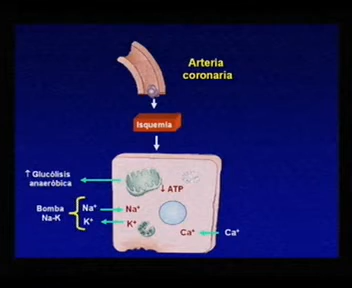 Arteria
coronaria
Isquemia
↑ Glucólisis
anaeróbica
↓ ATP
Bomba
Na-K
Na⁺
Na⁺
K⁺
K⁺
Ca⁺
Ca⁺